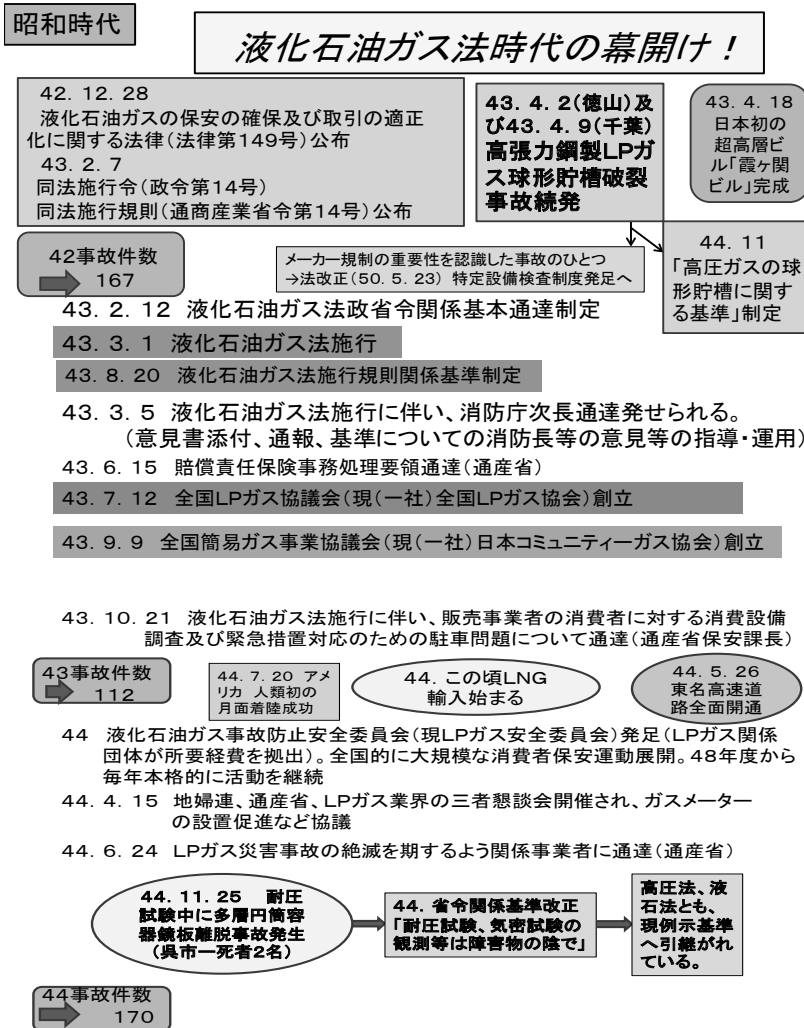 昭和時代
液化石油ガス法時代の幕開け！
42．12．28
液化石油ガスの保安の確保及び取引の適正
化に関する法律（法律第149号）公布
43．2．7
同法施行令（政令第14号）
同法施行規則（通商産業省令第14号）公布
43．4．2（徳山）及
び43．4．9（千葉）
高張力鋼製LPガ
ス球形貯槽破裂
事故続発
43．4．18
日本初の
超高層ビ
ル「霞ヶ関
ビル」完成
42事故件数
167
メーカー規制の重要性を認識した事故のひとつ
→法改正（50．5．23） 特定設備検査制度発足へ
44．11
「高圧ガスの球
形貯槽に関す
る基準」制定
43．2．12 液化石油ガス法政省令関係基本通達制定
43．3．1 液化石油ガス法施行
43．8．20 液化石油ガス法施行規則関係基準制定
43．3．5 液化石油ガス法施行に伴い、消防庁次長通達発せられる。
（意見書添付、通報、基準についての消防長等の意見等の指導・運用）
43．6．15 賠償責任保険事務処理要領通達（通産省）
43．7．12 全国LPガス協議会（現（一社）全国LPガス協会）創立
43．9．9 全国簡易ガス事業協議会（現（一社）日本コミュニティーガス協会）創立
43．10．21 液化石油ガス法施行に伴い、販売事業者の消費者に対する消費設備
調査及び緊急措置対応のための駐車問題について通達（通産省保安課長）
43事故件数
112
44．7．20 アメ
リカ 人類初の
月面着陸成功
44．この頃LNG
輸入始まる
44．5．26
東名高速道
路全面開通
44 液化石油ガス事故防止安全委員会（現LPガス安全委員会）発足（LPガス関係
団体が所要経費を拠出）。全国的に大規模な消費者保安運動展開。48年度から
毎年本格的に活動を継続
44．4．15 地婦連、通産省、LPガス業界の三者懇談会開催され、ガスメーター
の設置促進など協議
44．6．24 LPガス災害事故の絶滅を期するよう関係事業者に通達（通産省）
44．11．25 耐圧
試験中に多層円筒容
器鏡板離脱事故発生
（呉市－死者2名）
44．省令関係基準改正
「耐圧試験、気密試験の
観測等は障害物の陰で」
高圧法、液
石法とも、
現例示基準
へ引継がれ
ている。
44事故件数
170